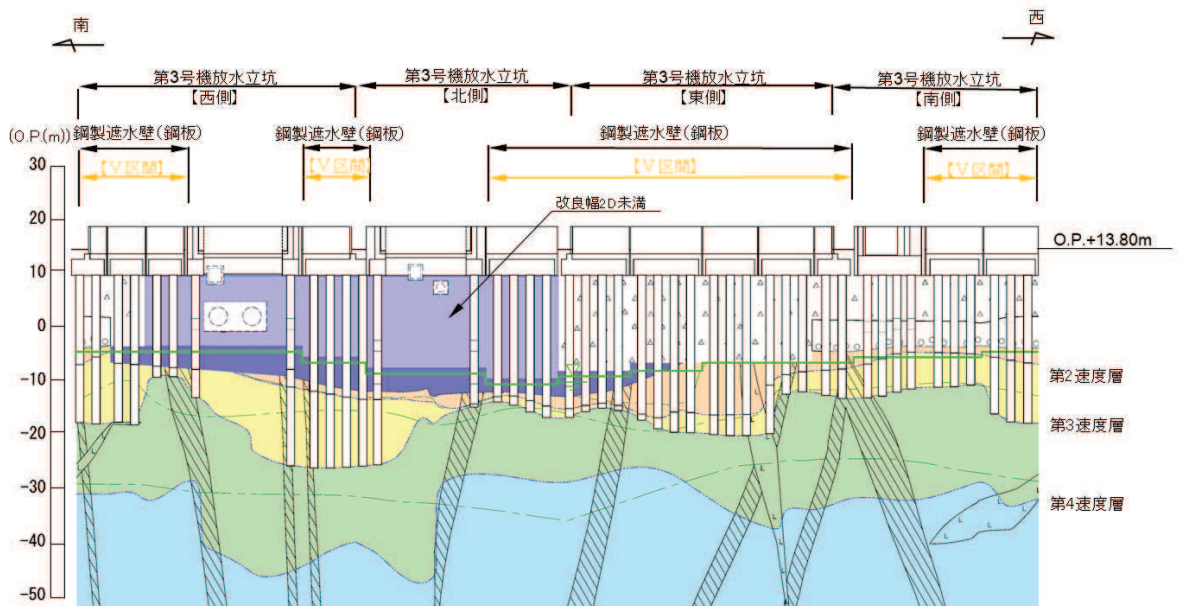 南
西
第3号機放水立坑
【西側】
第3号機放水立坑
【北側】
第3号機放水立坑
【東側】
第3号機放水立坑
【南側】
(O.P.(m))
鋼製遮水壁(鋼板)
鋼製遮水壁(鋼板)
鋼製遮水壁(鋼板)
鋼製遮水壁(鋼板)
【Ⅴ区間】
【Ⅴ区間】
【Ⅴ区間】
【Ⅴ区間】
改良幅2D未満
O.P.+13.80m
30
20
10
0
-10
-20
-30
-40
-50
第2速度層
第3速度層
第4速度層